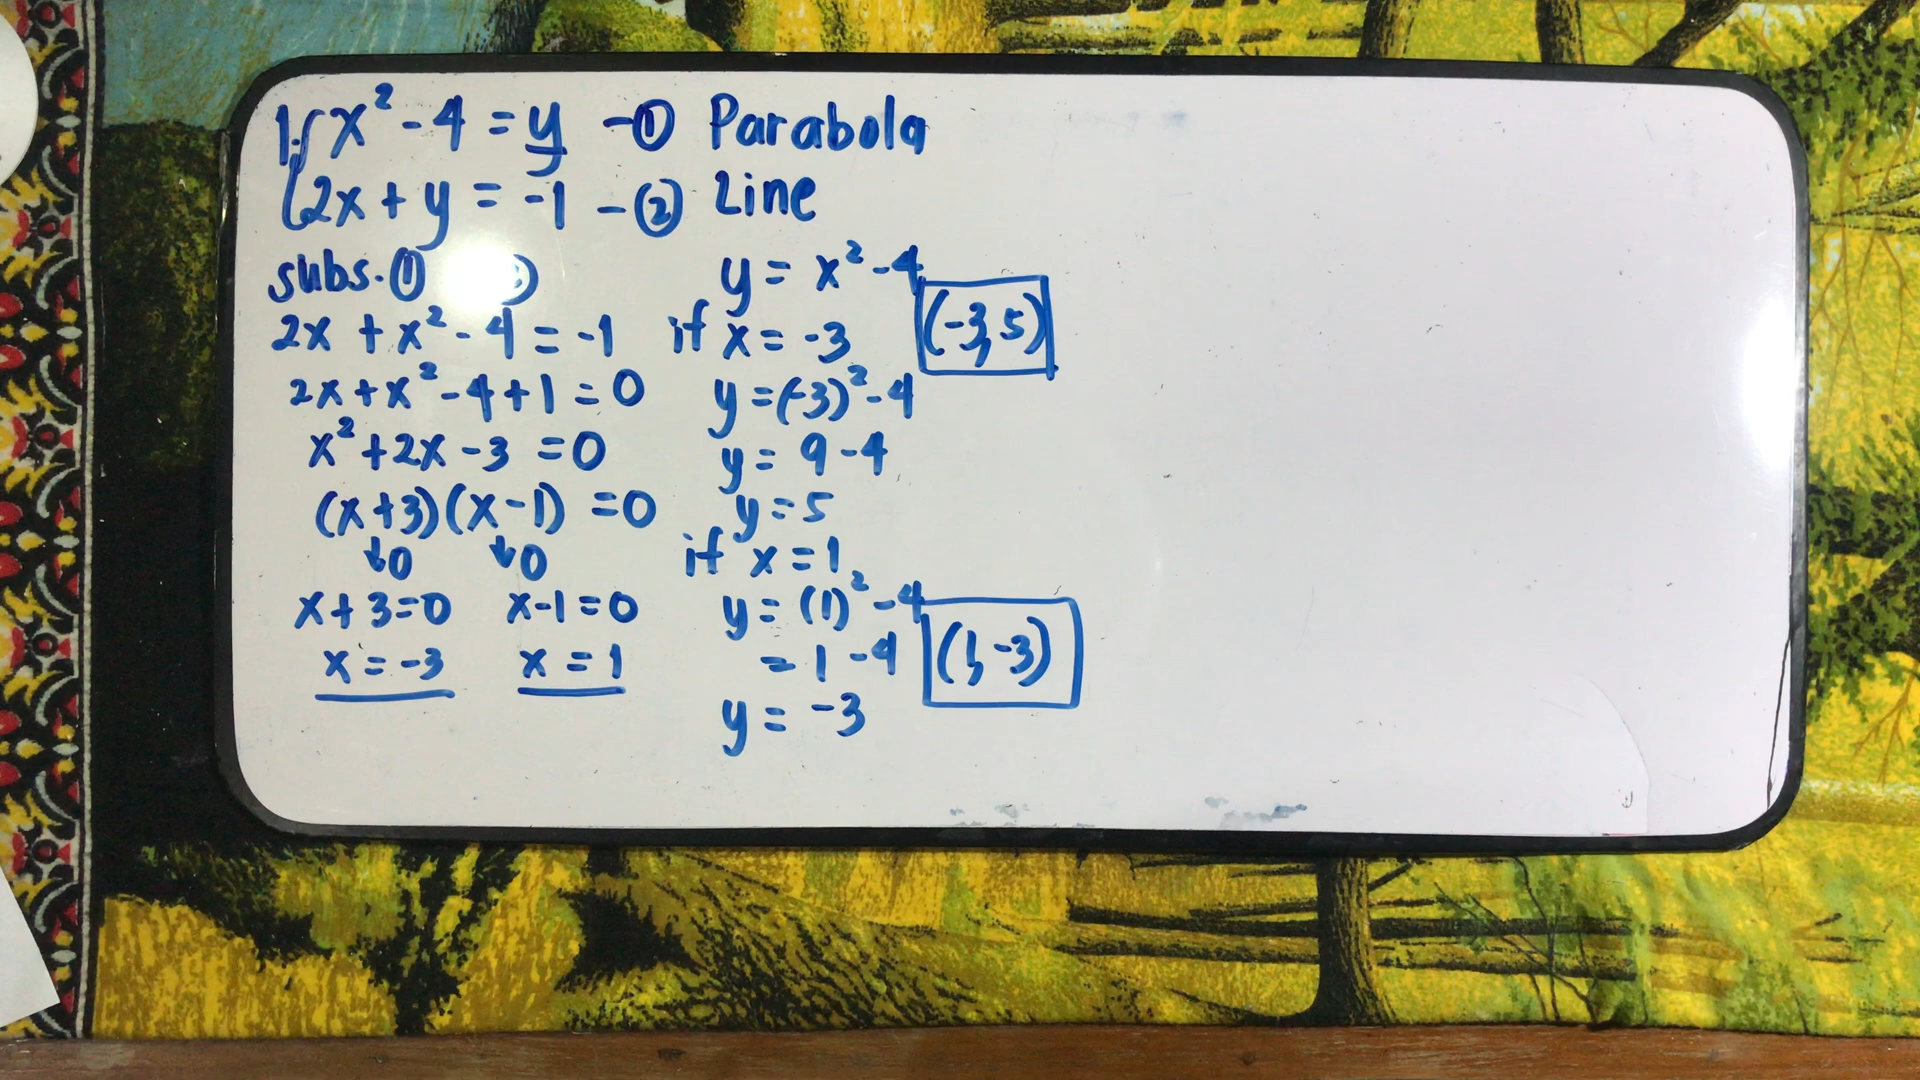 1. x² - 4 = y - ① Parabola
2x + y = -1 - ② Line
subs. ①
2x + x² - 4 = -1
2x + x² - 4 + 1 = 0
x² + 2x - 3 = 0
(x + 3)(x - 1) = 0
↓0 ↓0
x + 3 = 0 x - 1 = 0
x = -3 x = 1
y = x² - 4
if x = -3
y = (-3)² - 4
y = 9 - 4
y = 5
(-3, 5)
if x = 1
y = (1)² - 4
= 1 - 4
y = -3
(1, -3)